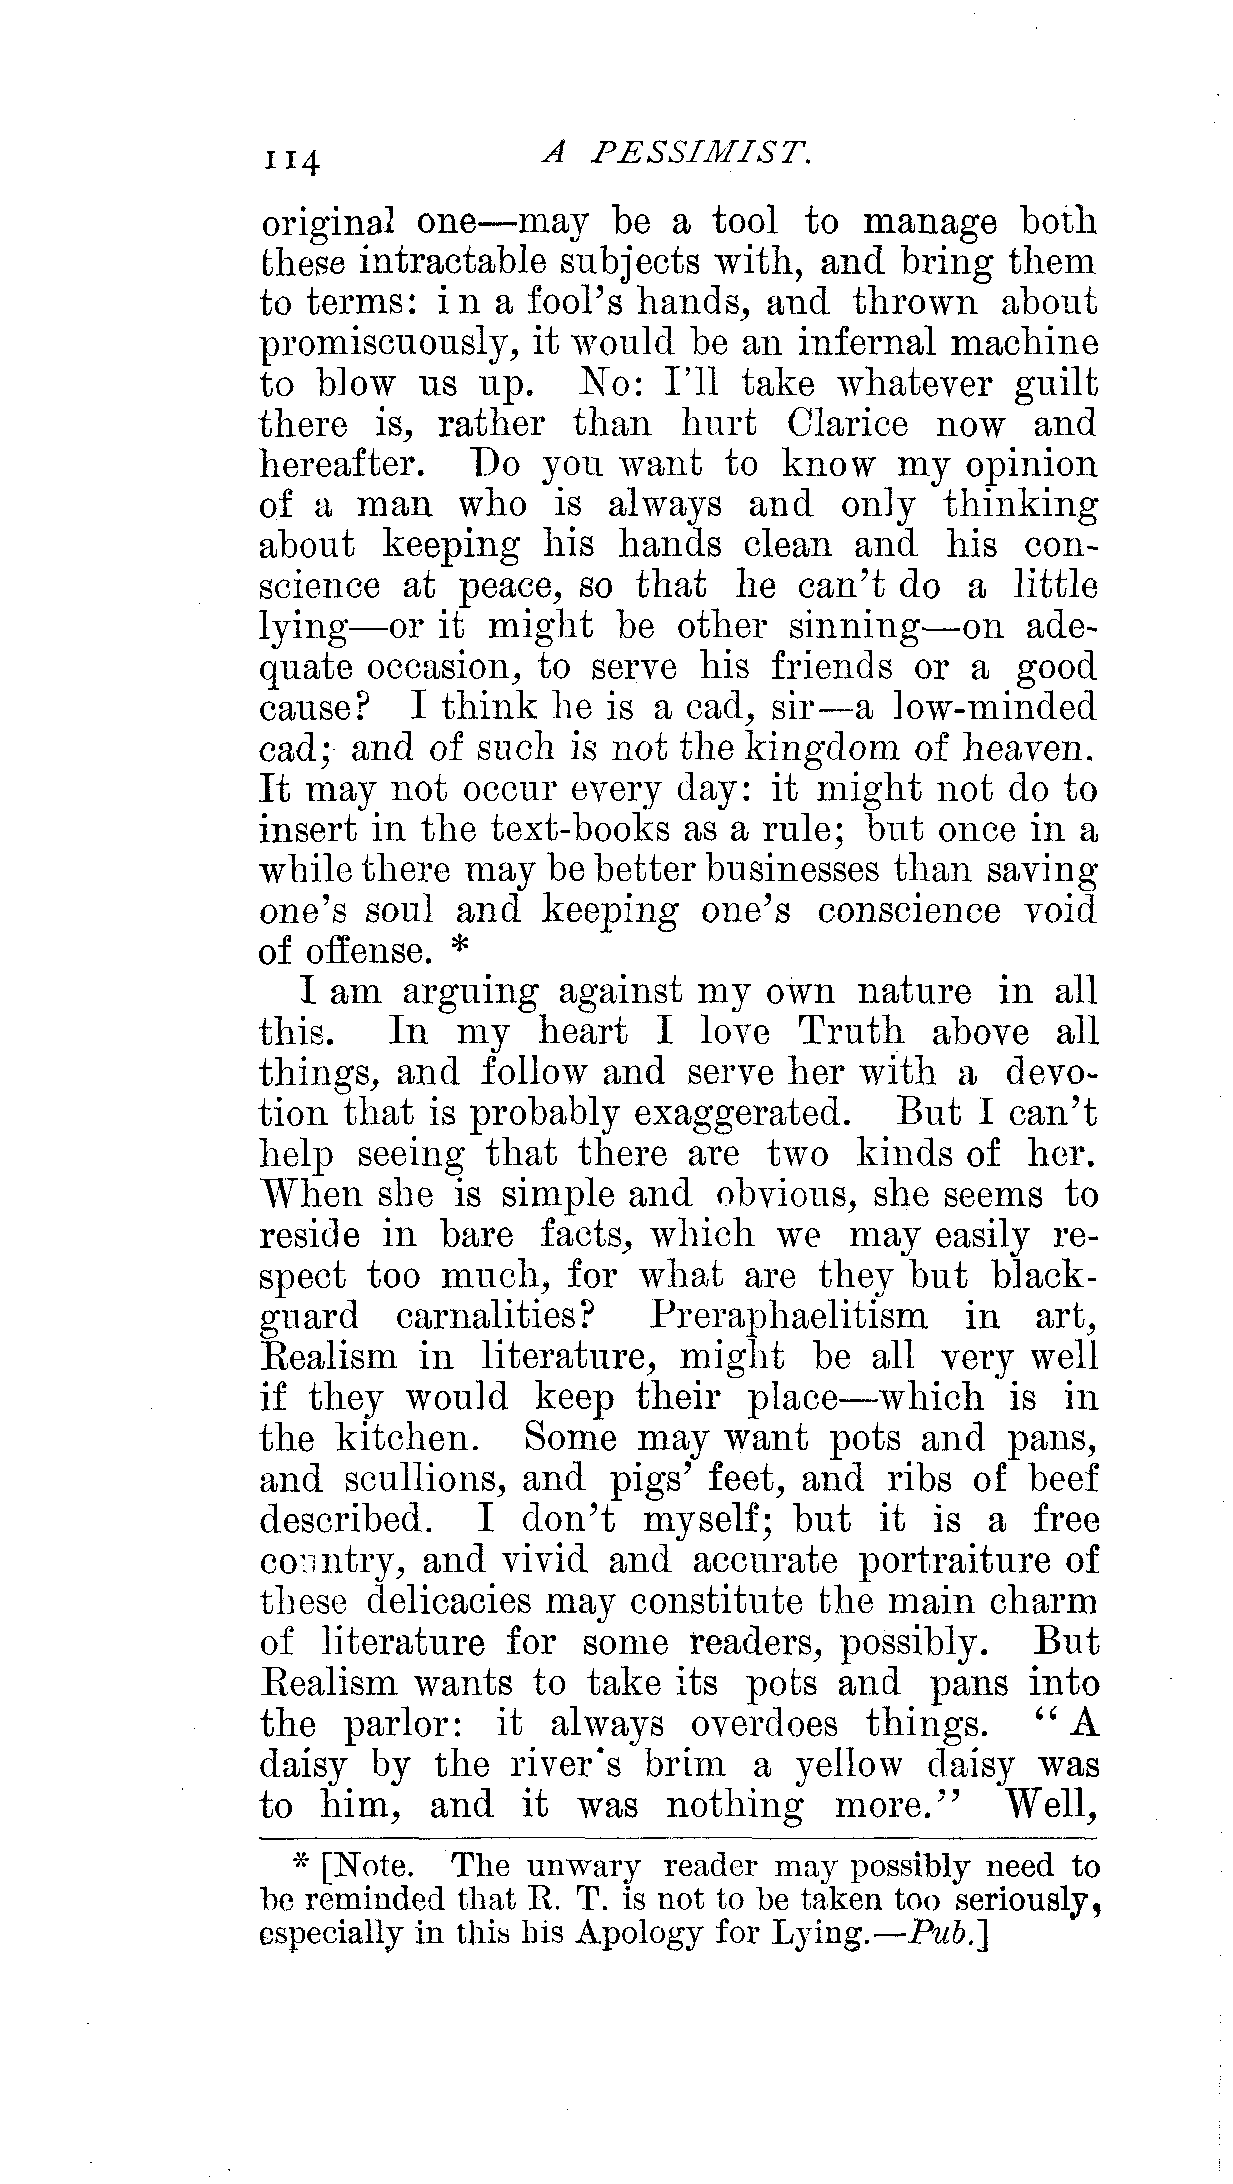 114 A PESSIMIST.
original one—may be a tool to manage both
these intractable subjects with, and bring them
to terms: in a fool's hands, and thrown about
promiscuously, it would be an infernal machine
to blow us up. No: I'll take whatever guilt
there is, rather than hurt Clarice now and
hereafter. Do you want to know my opinion
of a man who is always and only thinking
about keeping his hands clean and his con-
science at peace, so that he can't do a little
lying—or it might be other sinning—on ade-
quate occasion, to serve his friends or a good
cause? I think he is a cad, sir—a low-minded
cad; and of such is not the kingdom of heaven.
It may not occur every day: it might not do to
insert in the text-books as a rule; but once in a
while there may be better businesses than saving
one's soul and keeping one's conscience void
of offense. *
I am arguing against my own nature in all
this. In my heart I love Truth above all
things, and follow and serve her with a devo-
tion that is probably exaggerated. But I can't
help seeing that there are two kinds of her.
When she is simple and obvious, she seems to
reside in bare facts, which we may easily re-
spect too much, for what are they but black-
guard carnalities? Preraphaelitism in art,
Realism in literature, might be all very well
if they would keep their place—which is in
the kitchen. Some may want pots and pans,
and scullions, and pigs' feet, and ribs of beef
described. I don't myself; but it is a free
country, and vivid and accurate portraiture of
these delicacies may constitute the main charm
of literature for some readers, possibly. But
Realism wants to take its pots and pans into
the parlor: it always overdoes things. "A
daisy by the river's brim a yellow daisy was
to him, and it was nothing more." Well,
* [Note. The unwary reader may possibly need to
be reminded that R. T. is not to be taken too seriously,
especially in this his Apology for Lying.—Pub.]